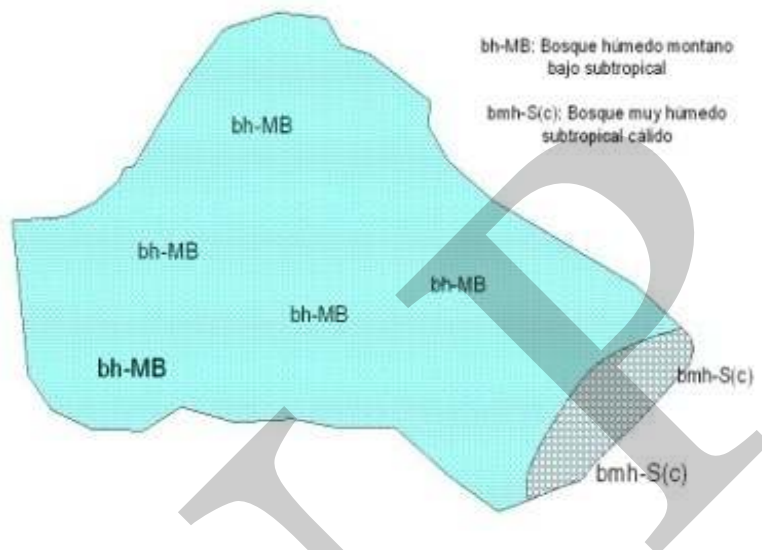 bh-MB: Bosque húmedo montano
bajo subtropical
bmh-S(c): Bosque muy húmedo
subtropical cálido
bh-MB
bh-MB
bh-MB
bh-MB
bh-MB
bmh-S(c)
bmh-S(c)